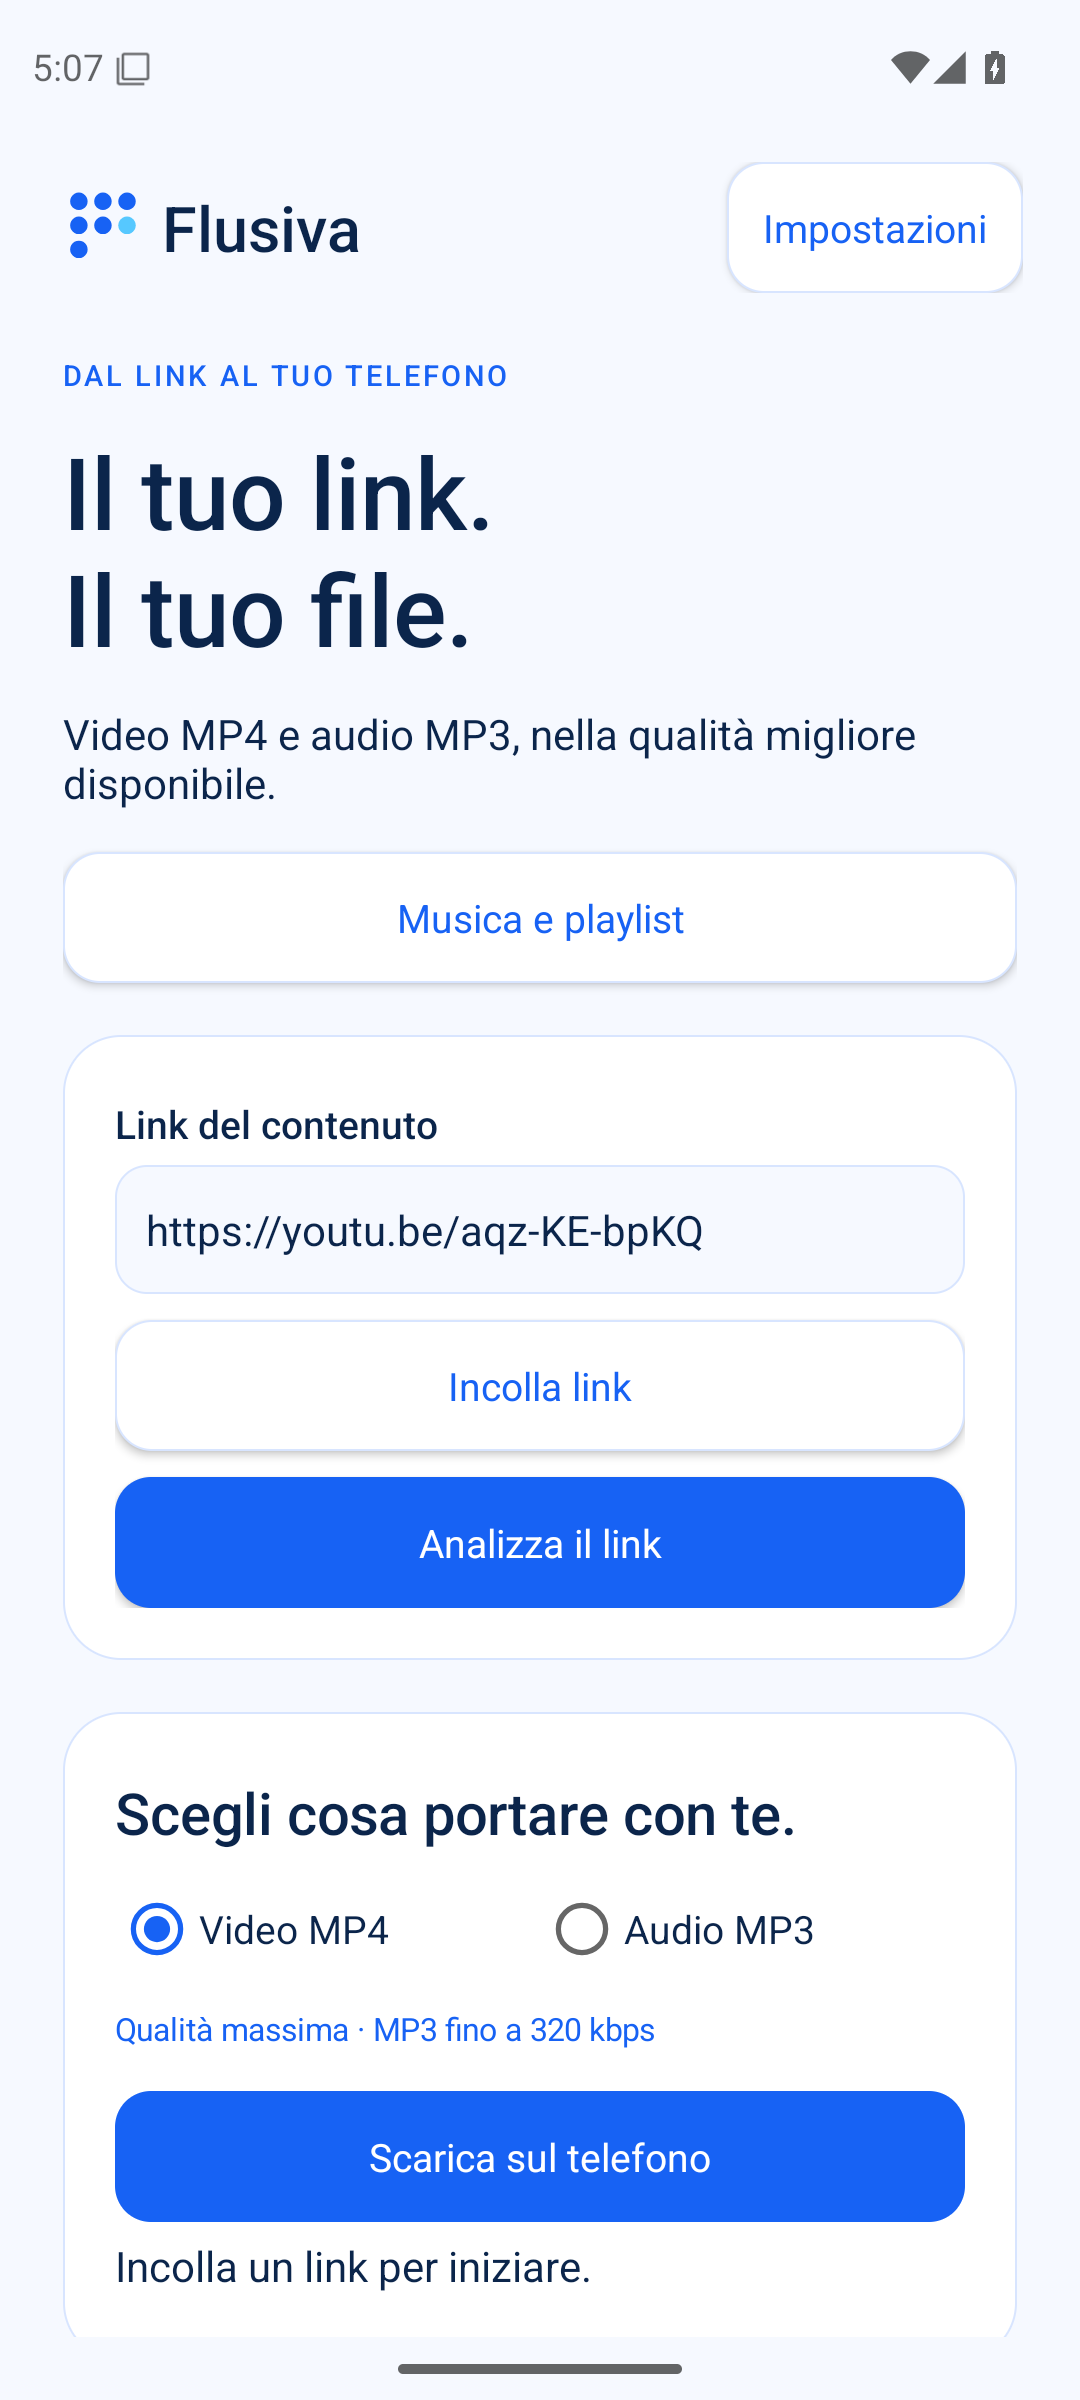 5:07
Flusiva
Impostazioni
DAL LINK AL TUO TELEFONO
Il tuo link.
Il tuo file.
Video MP4 e audio MP3, nella qualità migliore
disponibile.
Musica e playlist
Link del contenuto
https://youtu.be/aqz-KE-bpKQ
Incolla link
Analizza il link
Scegli cosa portare con te.
Video MP4
Audio MP3
Qualità massima · MP3 fino a 320 kbps
Scarica sul telefono
Incolla un link per iniziare.